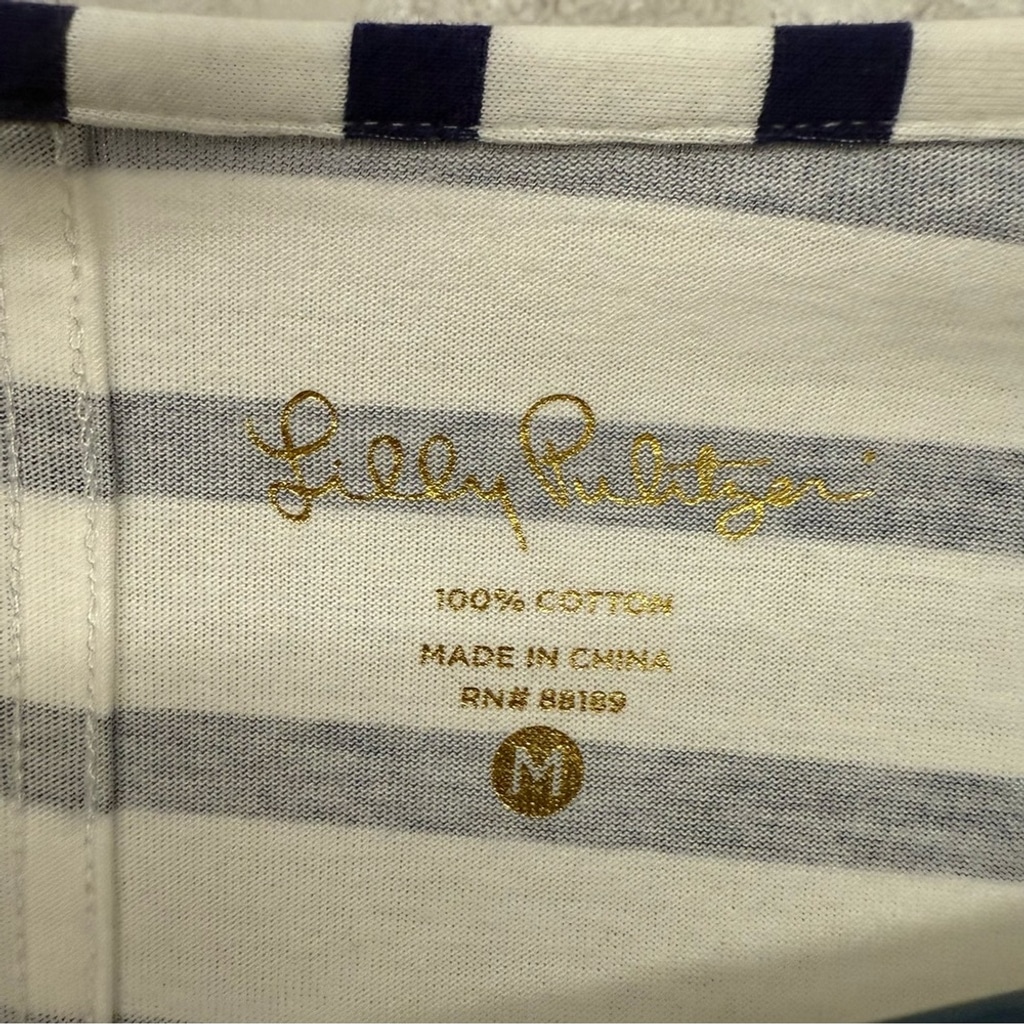 Lilly Pulitzer
100% COTTON
MADE IN CHINA
RN# 88189
M